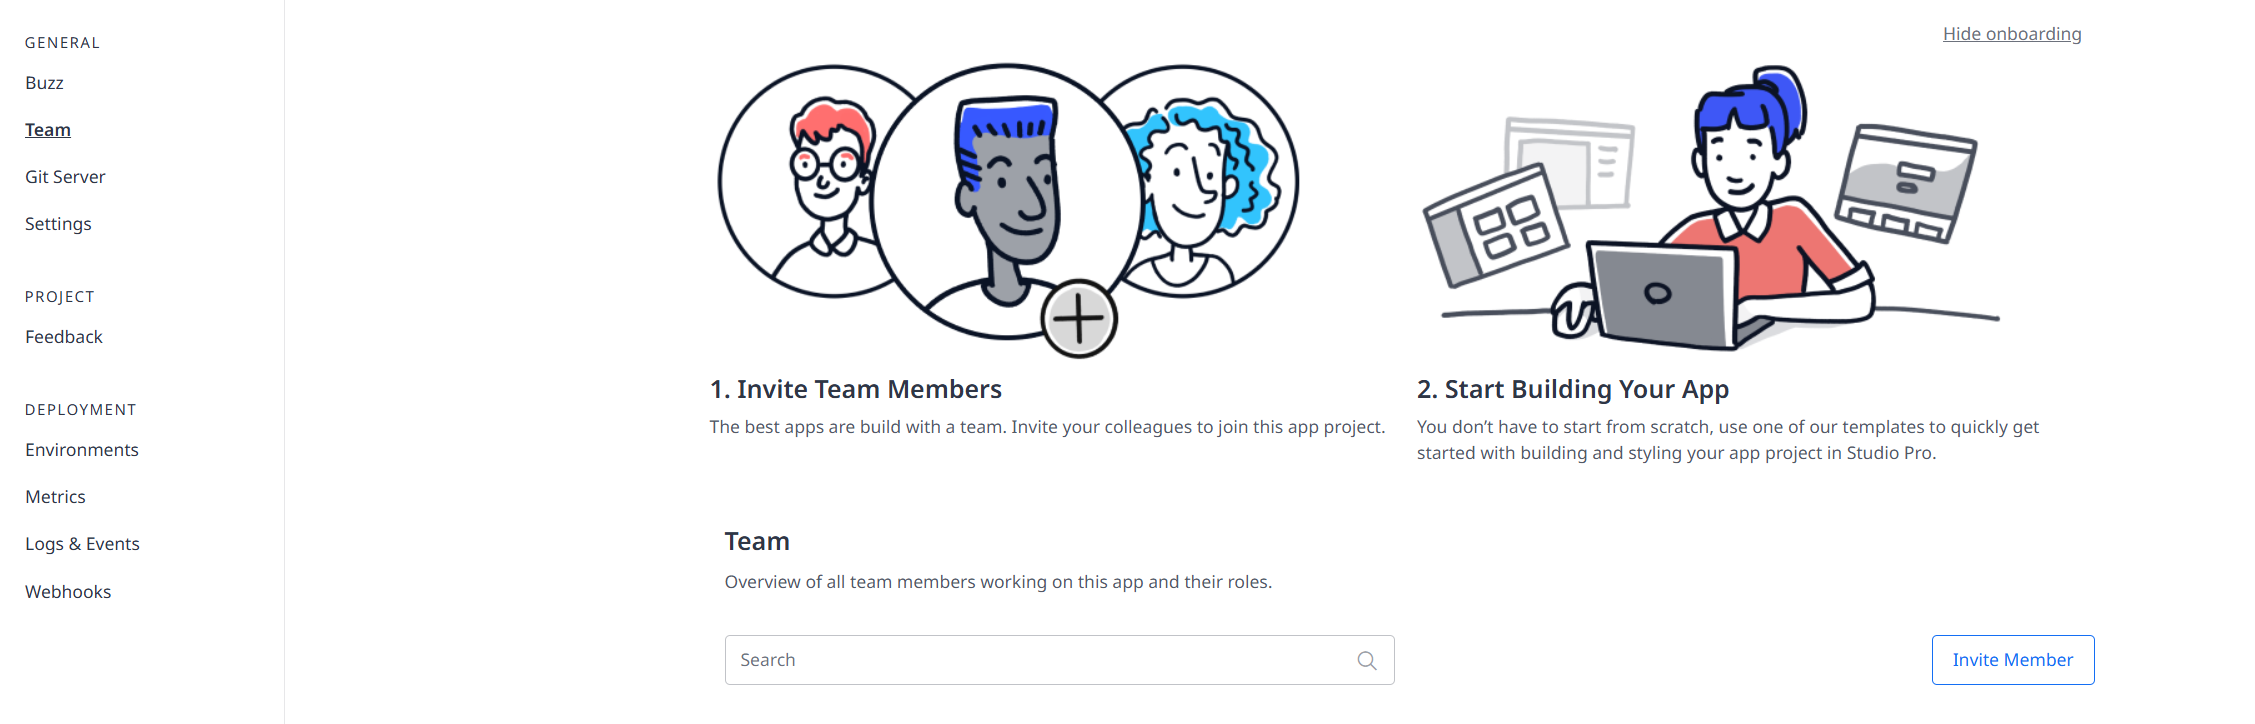 GENERAL
Buzz
Team
Git Server
Settings
PROJECT
Feedback
DEPLOYMENT
Environments
Metrics
Logs & Events
Webhooks
Hide onboarding
1. Invite Team Members
The best apps are build with a team. Invite your colleagues to join this app project.
2. Start Building Your App
You don’t have to start from scratch, use one of our templates to quickly get
started with building and styling your app project in Studio Pro.
Team
Overview of all team members working on this app and their roles.
Search
Invite Member